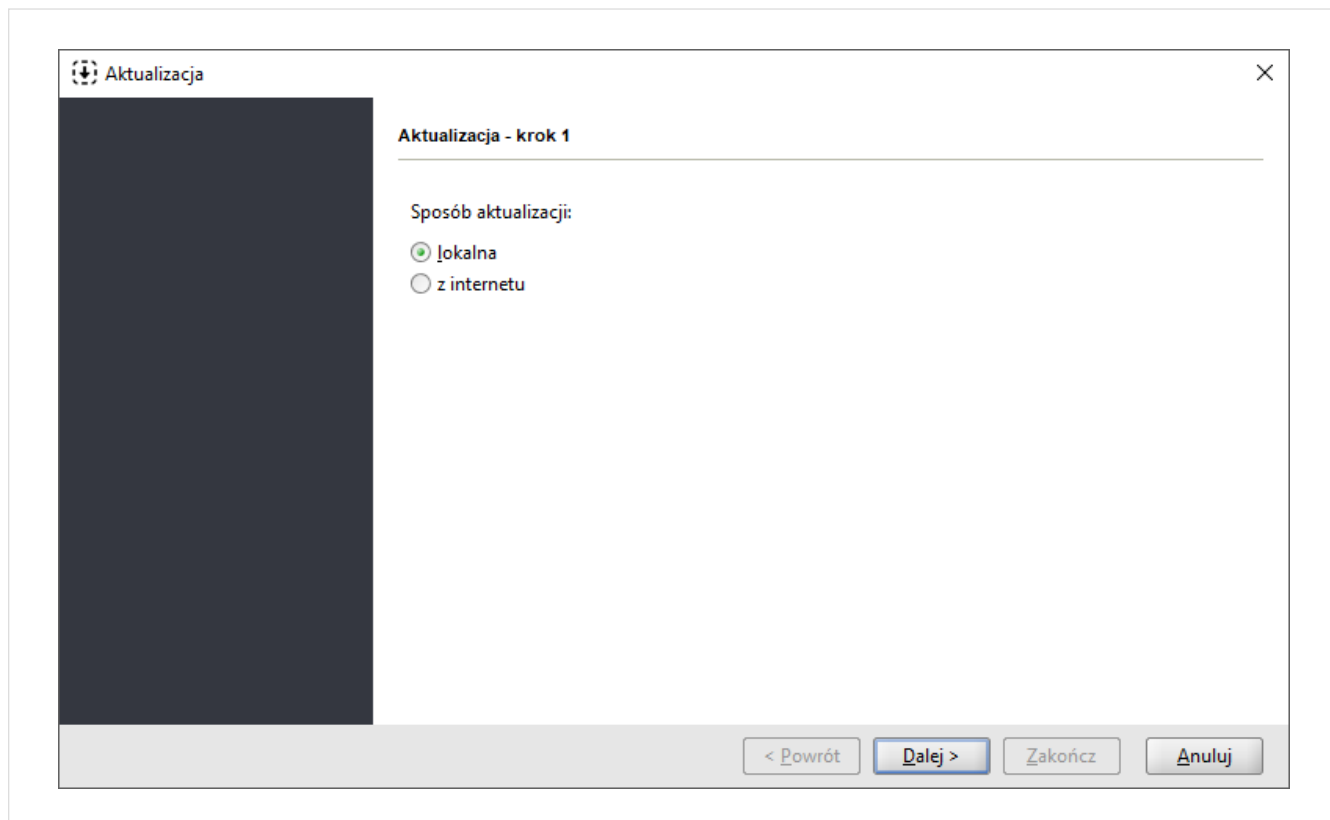 Aktualizacja
Aktualizacja - krok 1
Sposób aktualizacji:
lokalna
z internetu
< Powrót Dalej > Zakończ Anuluj